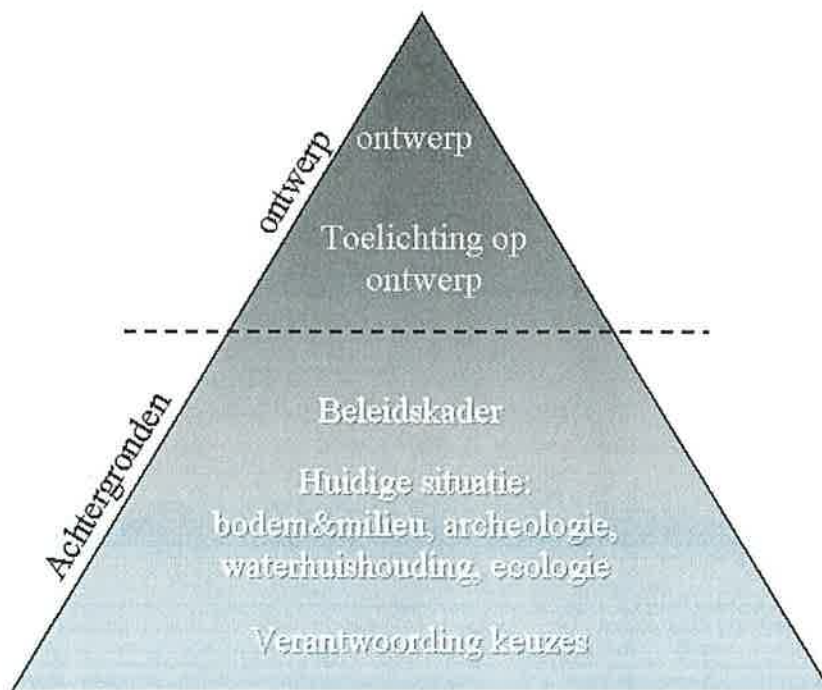 ontwerp
ontwerp
Toelichting op
ontwerp
Achtergronden
Beleidskader
Huidige situatie:
bodem&milieu, archeologie,
waterhuishouding, ecologie
Verantwoording keuzes